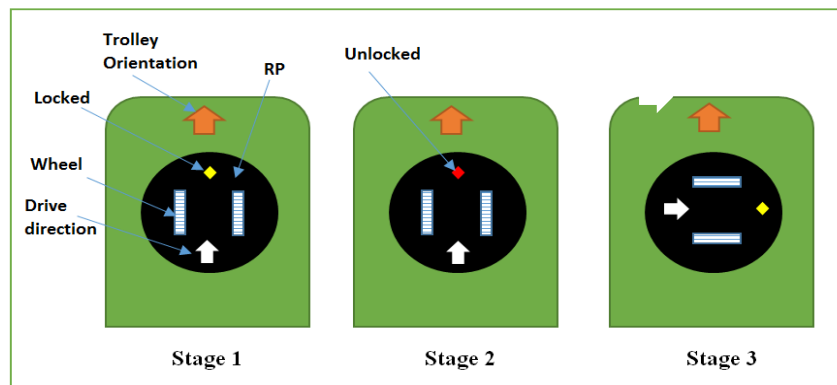 Trolley
Orientation
RP
Unlocked
Locked
Wheel
Drive
direction
Stage 1
Stage 2
Stage 3